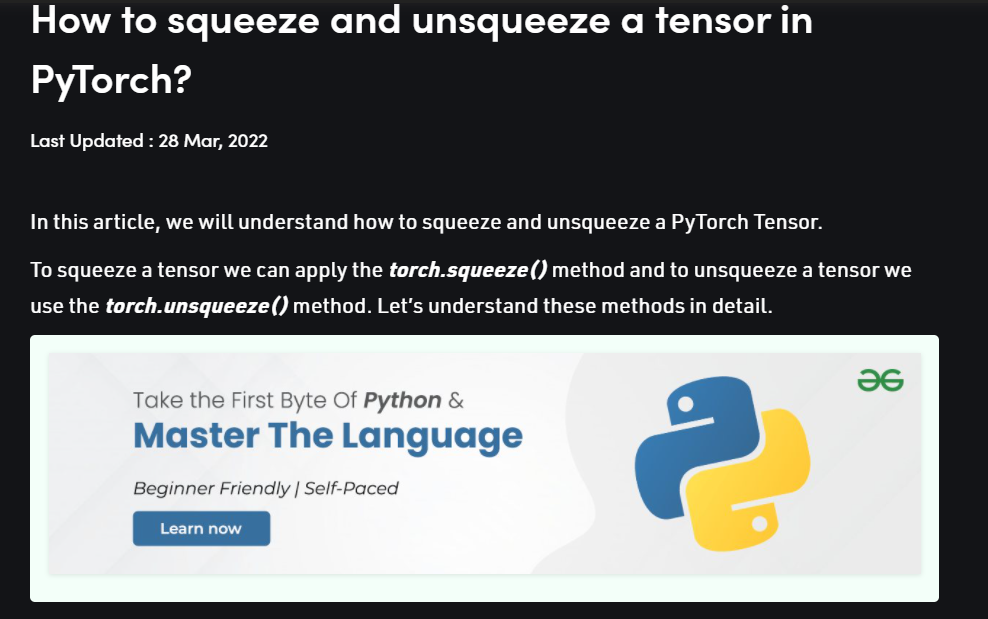 How to squeeze and unsqueeze a tensor in
PyTorch?
Last Updated : 28 Mar, 2022
In this article, we will understand how to squeeze and unsqueeze a PyTorch Tensor.
To squeeze a tensor we can apply the torch.squeeze() method and to unsqueeze a tensor we
use the torch.unsqueeze() method. Let’s understand these methods in detail.
Take the First Byte Of Python &
Master The Language
Beginner Friendly | Self-Paced
Learn now